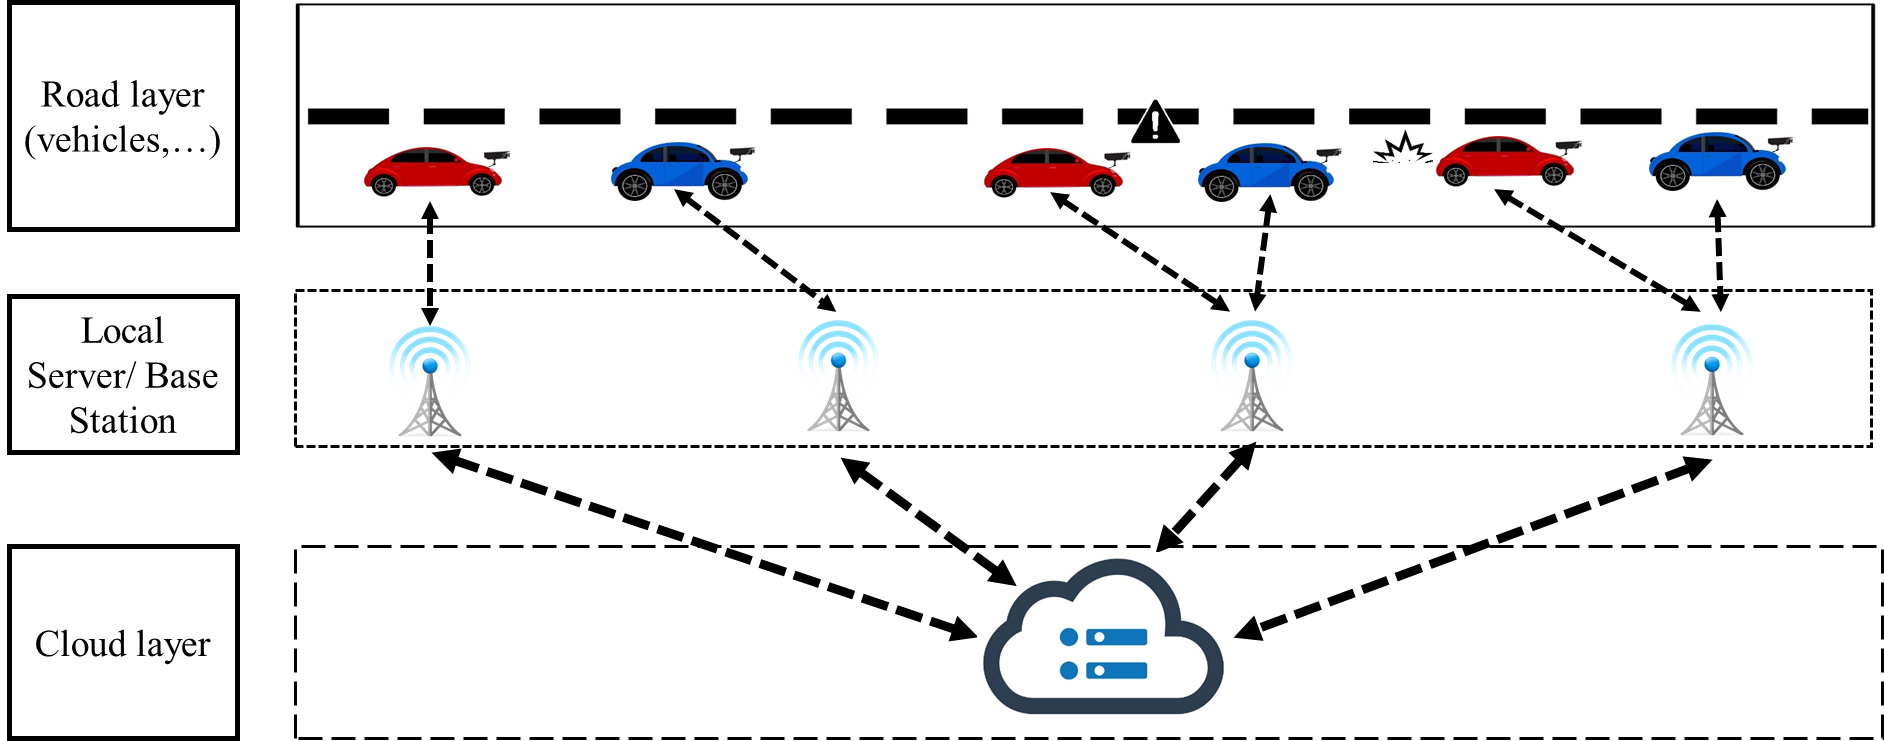 Road layer
(vehicles,...)
Local
Server/ Base
Station
Cloud layer